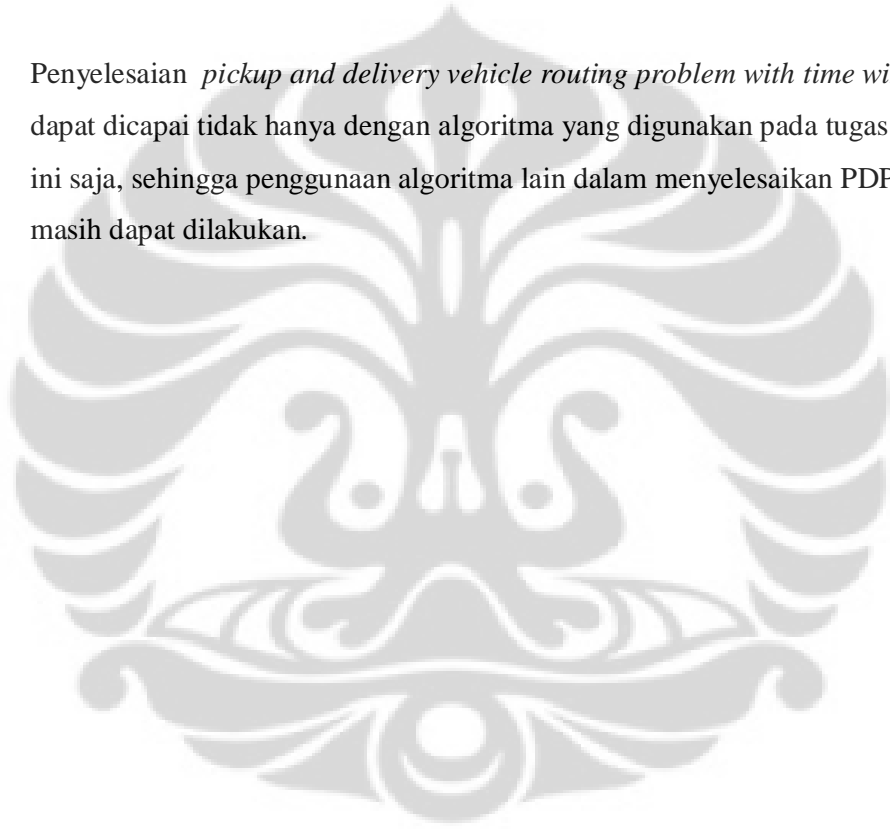 Penyelesaian pickup and delivery vehicle routing problem with time wi
dapat dicapai tidak hanya dengan algoritma yang digunakan pada tugas
ini saja, sehingga penggunaan algoritma lain dalam menyelesaikan PDP
masih dapat dilakukan.